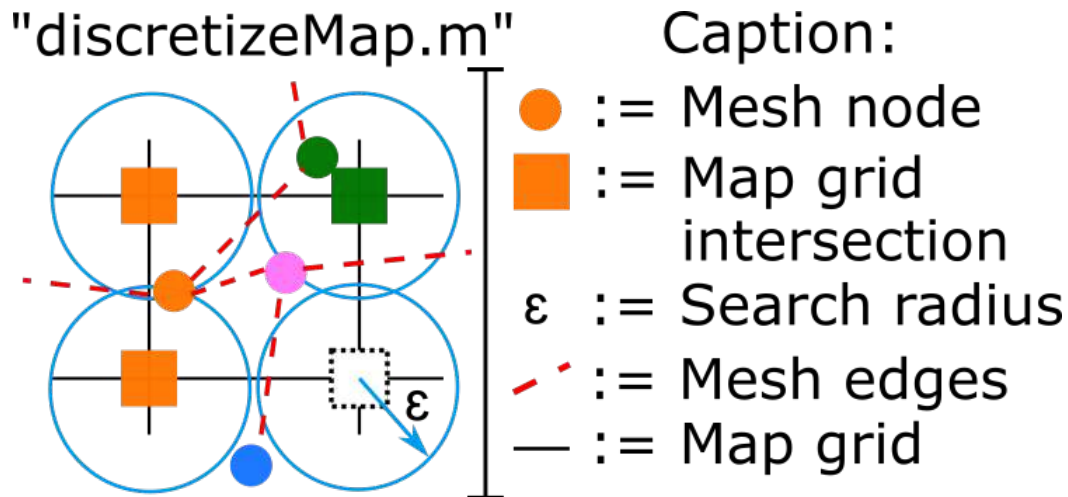 "discretizeMap.m"
Caption:
:= Mesh node
:= Map grid
intersection
ε := Search radius
:= Mesh edges
:= Map grid
ε